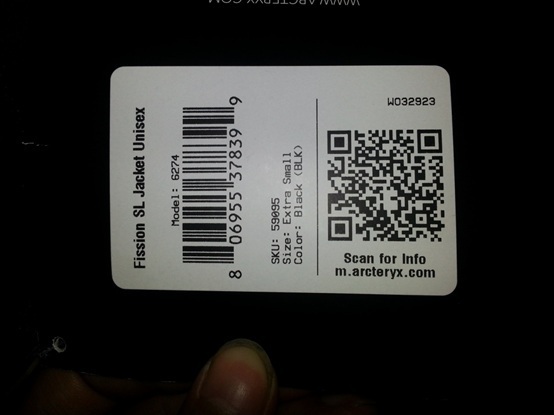 WWW.ARCTERYX.COM
Fission SL Jacket Unisex
Model: 6274
8 06955 37839 9
SKU: 59095
Size: Extra Small
Color: Black (BLK)
WO32923
Scan for Info
m.arcteryx.com